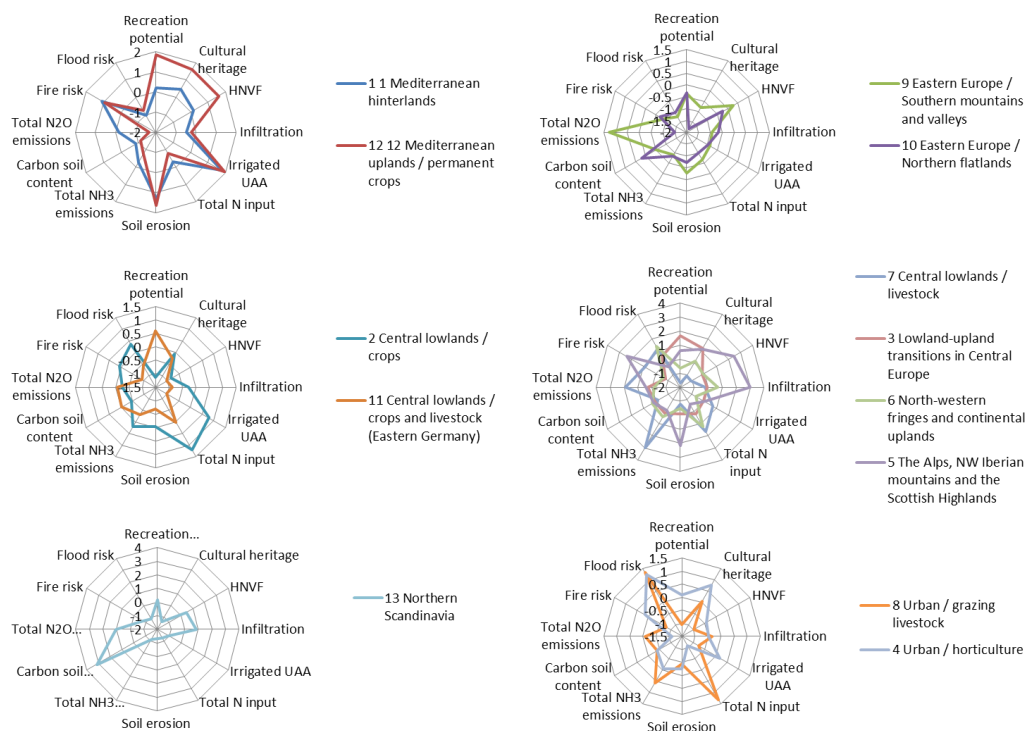 Recreation
potential
Cultural
heritage
HNVF
Infiltration
Irrigated
UAA
Total N input
Soil erosion
Total NH3
emissions
Carbon soil
content
Total N2O
emissions
Fire risk
Flood risk
2
1
0
-1
-2
1 1 Mediterranean
hinterlands
12 12 Mediterranean
uplands / permanent
crops
Recreation
potential
Cultural
heritage
HNVF
Infiltration
Irrigated
UAA
Total N input
Soil erosion
Total NH3
emissions
Carbon soil
content
Total N2O
emissions
Fire risk
Flood risk
1.5
1
0.5
0
-0.5
-1
-1.5
-2
9 Eastern Europe /
Southern mountains
and valleys
10 Eastern Europe /
Northern flatlands
Recreation
potential
Cultural
heritage
HNVF
Infiltration
Irrigated
UAA
Total N input
Soil erosion
Total NH3
emissions
Carbon soil
content
Total N2O
emissions
Fire risk
Flood risk
1.5
1
0.5
0
-0.5
-1
-1.5
2 Central lowlands /
crops
11 Central lowlands /
crops and livestock
(Eastern Germany)
Recreation
potential
Cultural
heritage
HNVF
Infiltration
Irrigated
UAA
Total N
input
Soil erosion
Total NH3
emissions
Carbon soil
content
Total N2O
emissions
Fire risk
Flood risk
4
3
2
1
0
-1
-2
7 Central lowlands /
livestock
3 Lowland-upland
transitions in Central
Europe
6 North-western
fringes and continental
uplands
5 The Alps, NW Iberian
mountains and the
Scottish Highlands
Recreation...
Cultural heritage
HNVF
Infiltration
Irrigated UAA
Total N input
Soil erosion
Total NH3...
Carbon soil...
Total N2O...
Fire risk
Flood risk
4
3
2
1
0
-1
-2
13 Northern
Scandinavia
Recreation
potential
Cultural
heritage
HNVF
Infiltration
Irrigated
UAA
Total N input
Soil erosion
Total NH3
emissions
Carbon soil
content
Total N2O
emissions
Fire risk
Flood risk
1.5
1
0.5
0
-0.5
-1
-1.5
8 Urban / grazing
livestock
4 Urban / horticulture